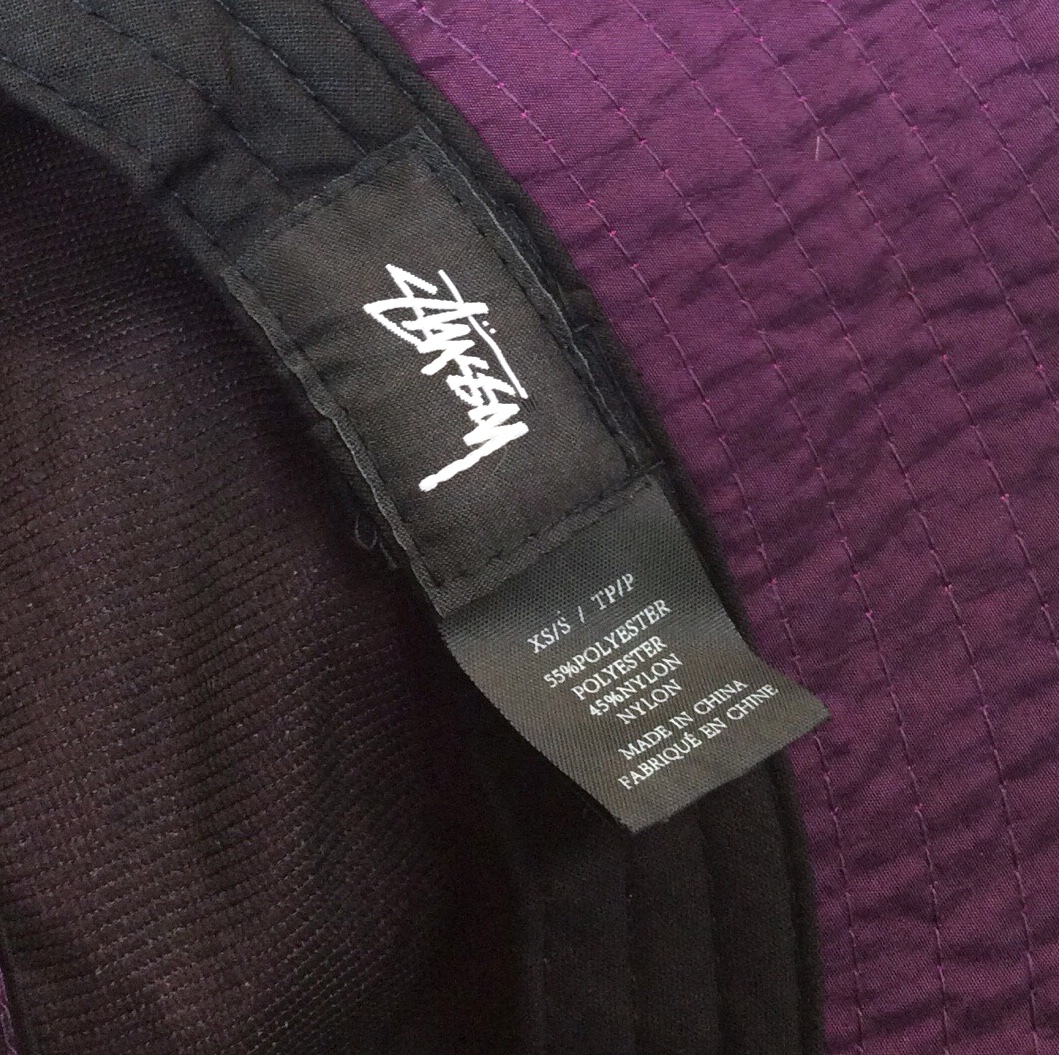 Stüssy
XS/S / TP/P
55%POLYESTER
POLYESTER
45%NYLON
NYLON
MADE IN CHINA
FABRIQUÉ EN CHINE